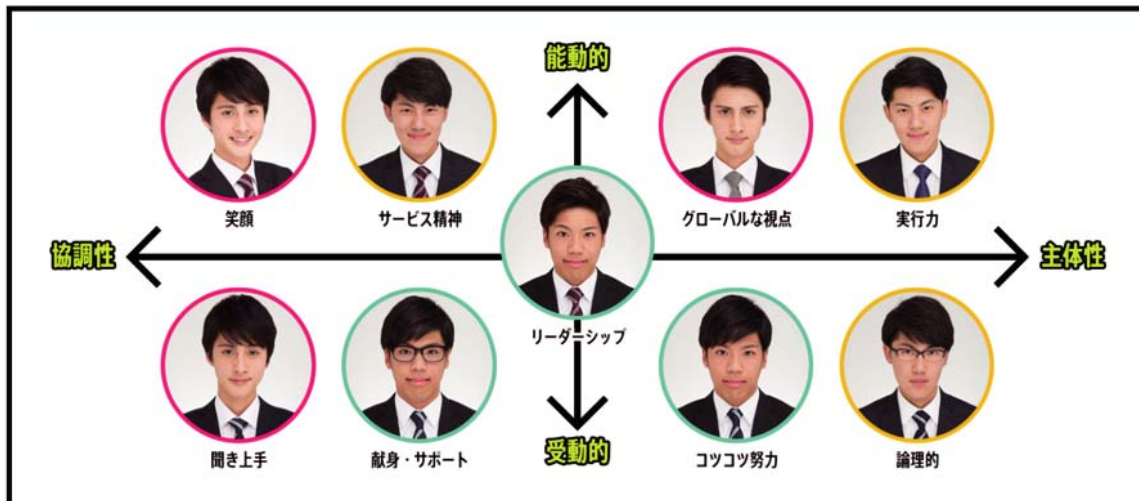 能動的
笑顔
サービス精神
グローバルな視点
実行力
協調性
主体性
リーダーシップ
聞き上手
献身・サポート
受動的
コツコツ努力
論理的